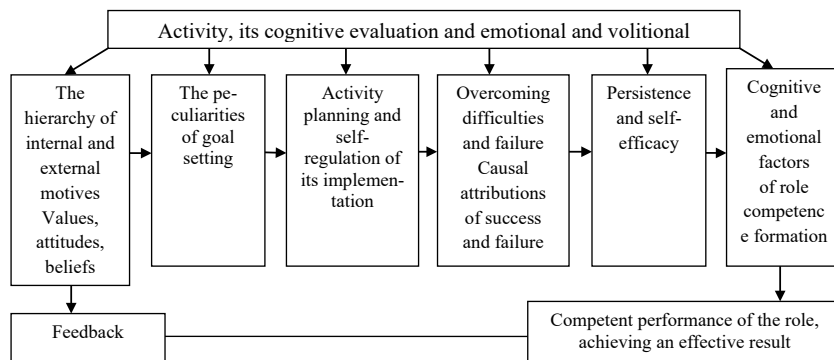 Activity, its cognitive evaluation and emotional and volitional
The
hierarchy of
internal and
external
motives
Values,
attitudes,
beliefs
The pe-
culiarities
of goal
setting
Activity
planning and
self-
regulation of
its implemen-
tation
Overcoming
difficulties
and failure
Causal
attributions
of success
and failure
Persistence
and self-
efficacy
Cognitive
and
emotional
factors
of role
competenc
e formation
Feedback
Competent performance of the role,
achieving an effective result